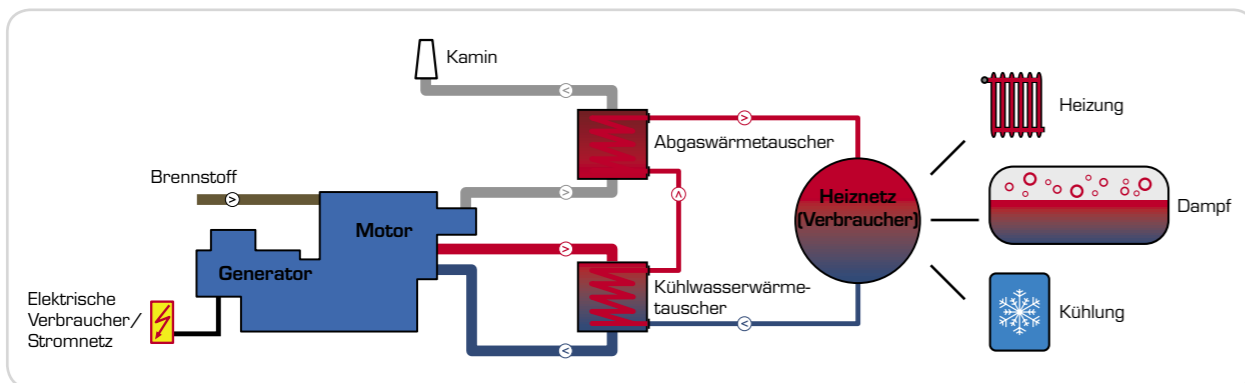 Kamin
Abgaswärmetauscher
Heizung
Brennstoff
Motor
Heiznetz
(Verbraucher)
Dampf
Generator
Kühlwasserwärme-
tauscher
Elektrische
Verbraucher/
Stromnetz
Kühlung